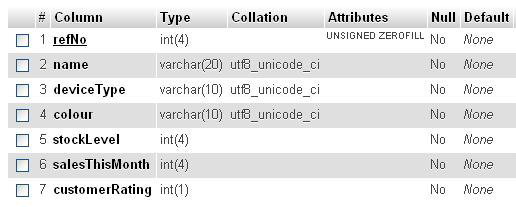 # Column Type Collation Attributes Null Default
1 refNo int(4) UNSIGNED ZEROFILL No None
2 name varchar(20) utf8_unicode_ci No None
3 deviceType varchar(10) utf8_unicode_ci No None
4 colour varchar(10) utf8_unicode_ci No None
5 stockLevel int(4) No None
6 salesThisMonth int(4) No None
7 customerRating int(1) No None